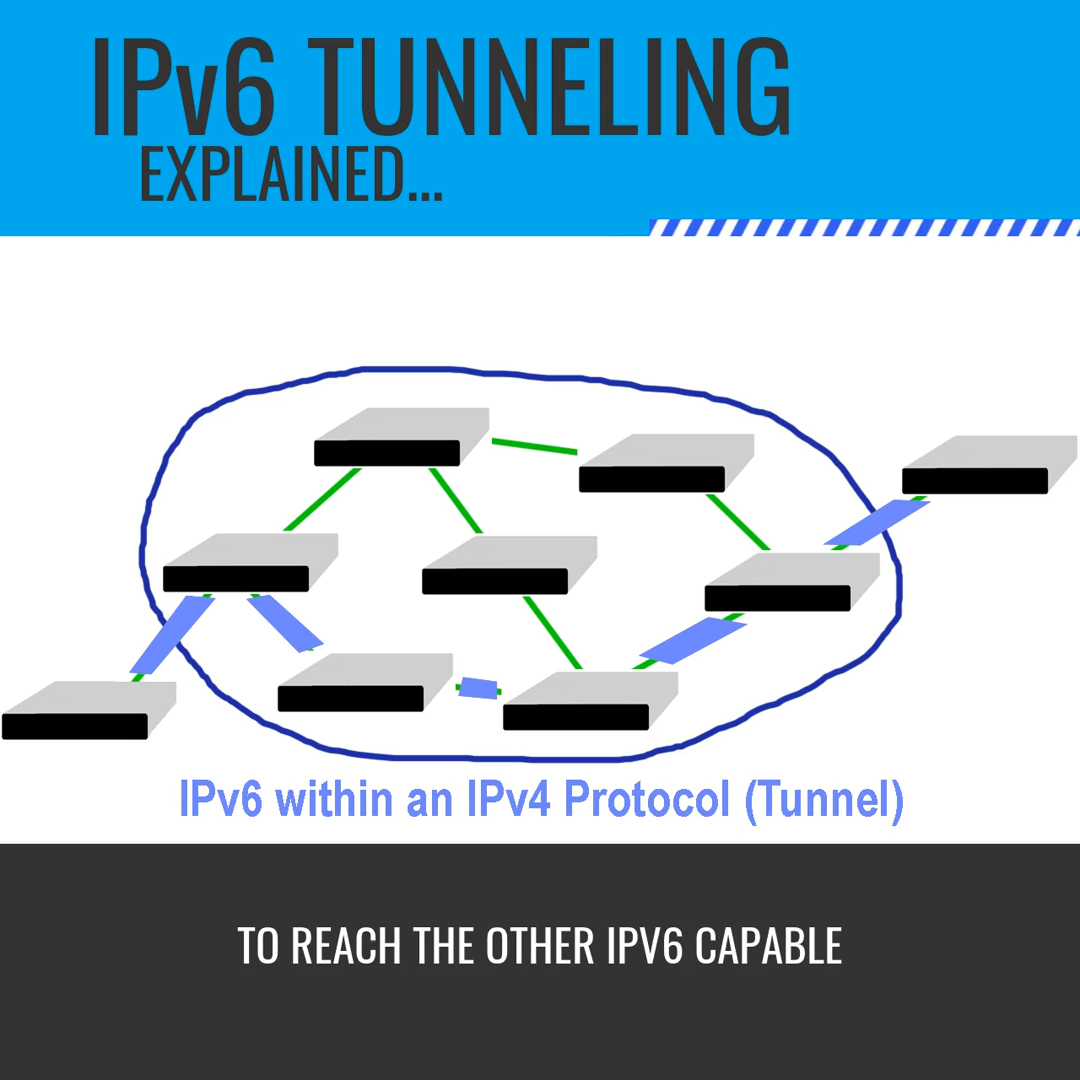 IPv6 TUNNELING
EXPLAINED...
IPv6 within an IPv4 Protocol (Tunnel)
TO REACH THE OTHER IPV6 CAPABLE